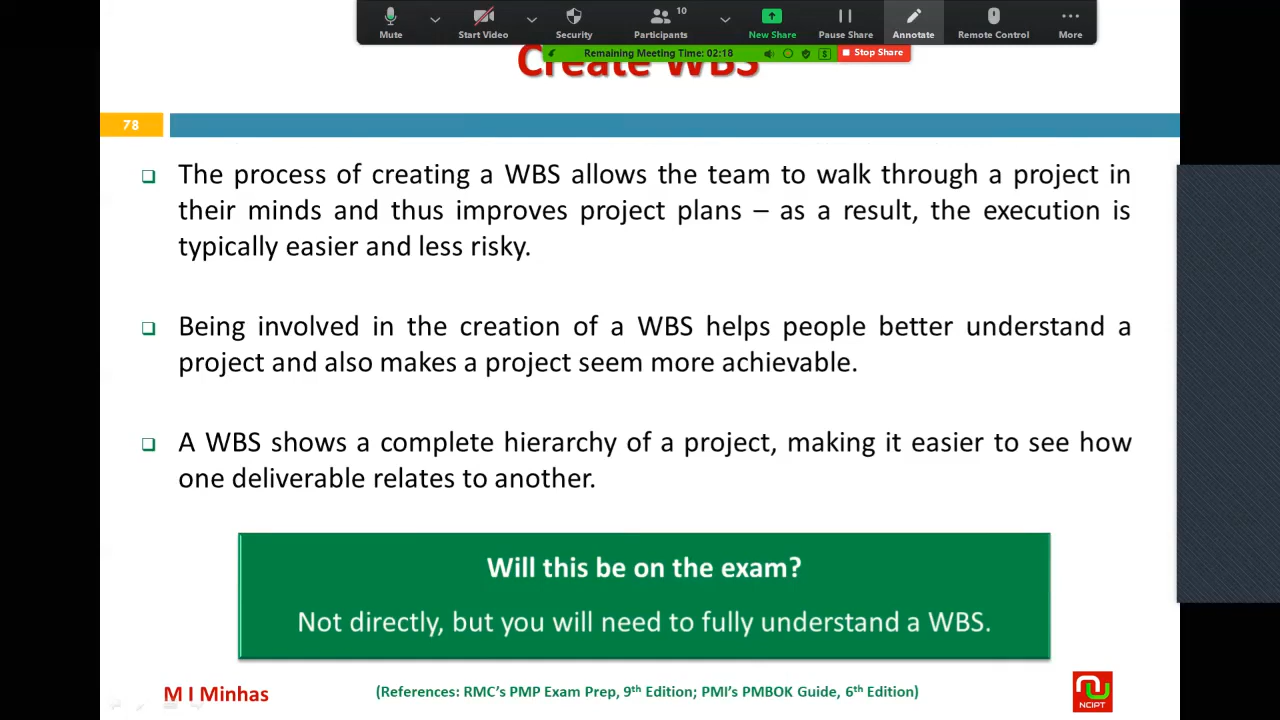 10
Mute
Start Video
Security
Participants
New Share
Pause Share
Annotate
Remote Control
More
Remaining Meeting Time: 02:18
Stop Share
Create WBS
78
The process of creating a WBS allows the team to walk through a project in
their minds and thus improves project plans – as a result, the execution is
typically easier and less risky.
Being involved in the creation of a WBS helps people better understand a
project and also makes a project seem more achievable.
A WBS shows a complete hierarchy of a project, making it easier to see how
one deliverable relates to another.
Will this be on the exam?
Not directly, but you will need to fully understand a WBS.
M I Minhas
(References: RMC's PMP Exam Prep, 9th Edition; PMI's PMBOK Guide, 6th Edition)
NCIPT